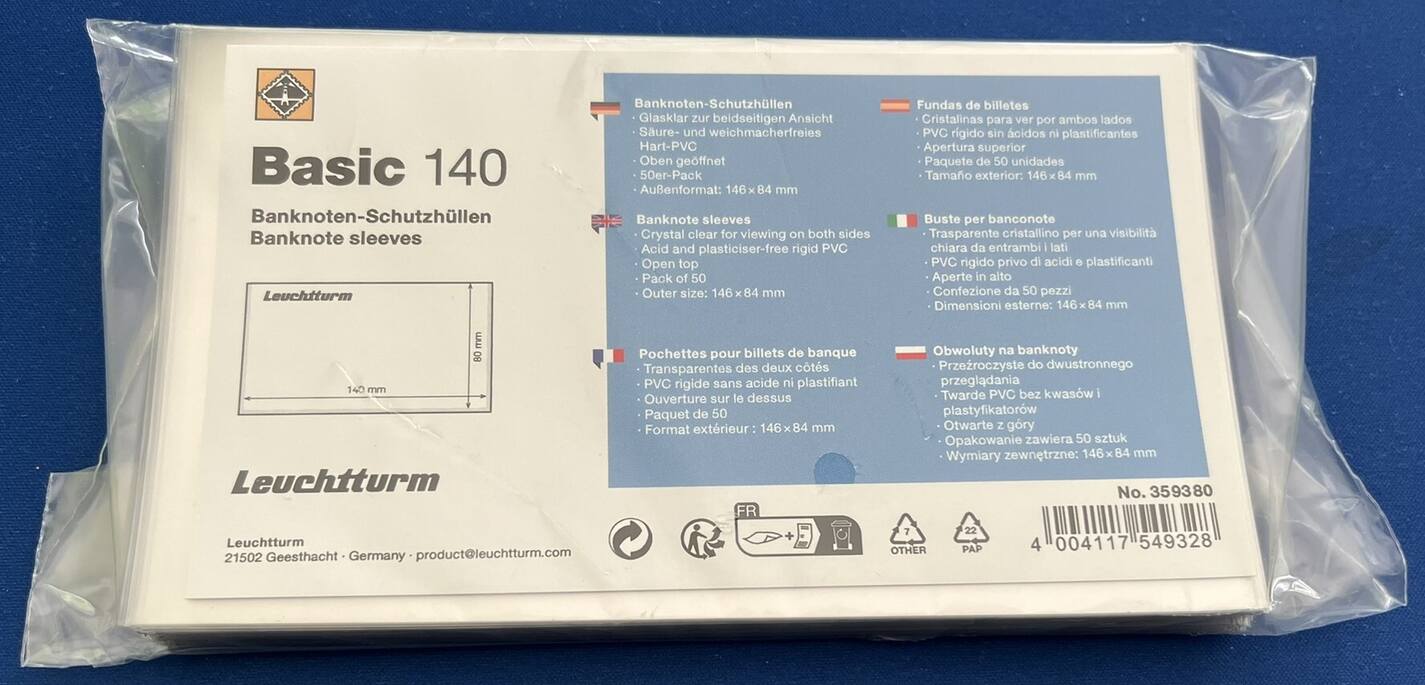 Basic 140
Banknoten-Schutzhüllen
Banknote sleeves
Leuchtturm
80 mm
140 mm
Leuchtturm
Leuchtturm
21502 Geesthacht · Germany · product@leuchtturm.com
Banknoten-Schutzhüllen
· Glasklar zur beidseitigen Ansicht
· Säure- und weichmacherfreies
Hart-PVC
· Oben geöffnet
· 50er-Pack
· Außenformat: 146 × 84 mm
Banknote sleeves
· Crystal clear for viewing on both sides
· Acid and plasticiser-free rigid PVC
· Open top
· Pack of 50
· Outer size: 146 × 84 mm
Pochettes pour billets de banque
· Transparentes des deux côtés
· PVC rigide sans acide ni plastifiant
· Ouverture sur le dessus
· Paquet de 50
· Format extérieur : 146 × 84 mm
Fundas de billetes
· Cristalinas para ver por ambos lados
· PVC rígido sin ácidos ni plastificantes
· Apertura superior
· Paquete de 50 unidades
· Tamaño exterior: 146 × 84 mm
Buste per banconote
· Trasparente cristallino per una visibilità
chiara da entrambi i lati
· PVC rigido privo di acidi e plastificanti
· Aperte in alto
· Confezione da 50 pezzi
· Dimensioni esterne: 146 × 84 mm
Obwoluty na banknoty
· Przeźroczyste do dwustronnego
przeglądania
· Twarde PVC bez kwasów i
plastyfikatorów
· Otwarte z góry
· Opakowanie zawiera 50 sztuk
· Wymiary zewnętrzne: 146 × 84 mm
No. 359380
FR
7
OTHER
22
PAP
4 004117 549328